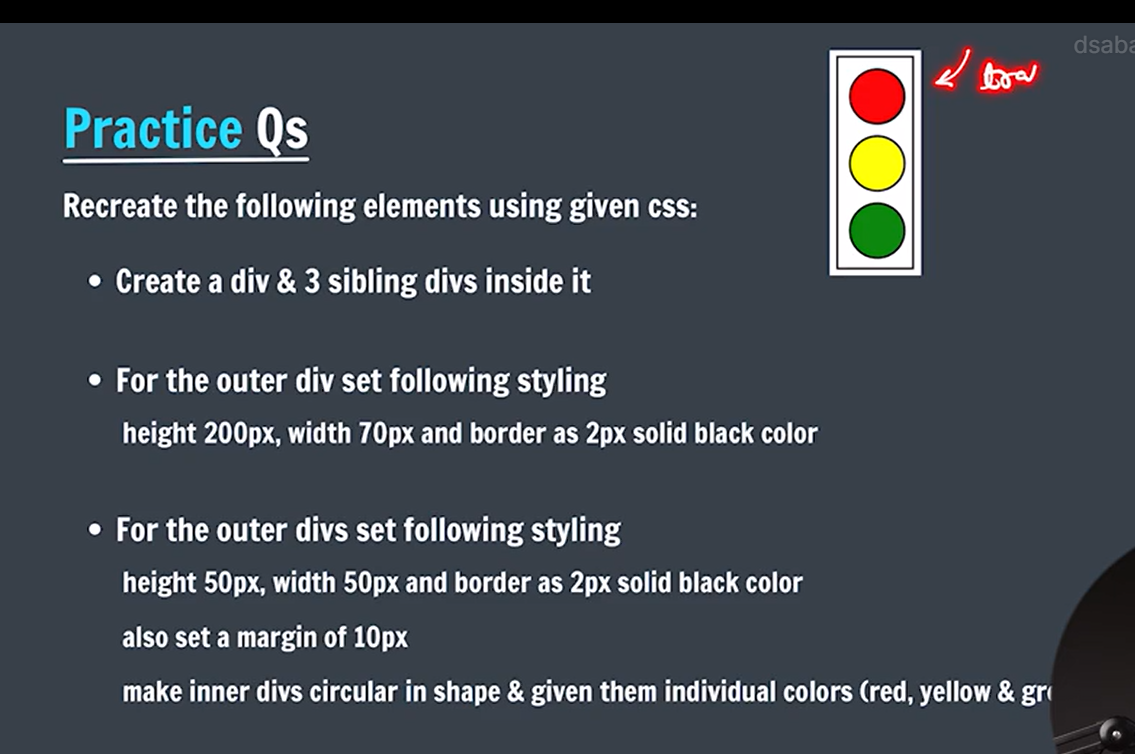 dsaba
Practice Qs
Recreate the following elements using given css:
• Create a div & 3 sibling divs inside it
• For the outer div set following styling
height 200px, width 70px and border as 2px solid black color
• For the outer divs set following styling
height 50px, width 50px and border as 2px solid black color
also set a margin of 10px
make inner divs circular in shape & given them individual colors (red, yellow & gre